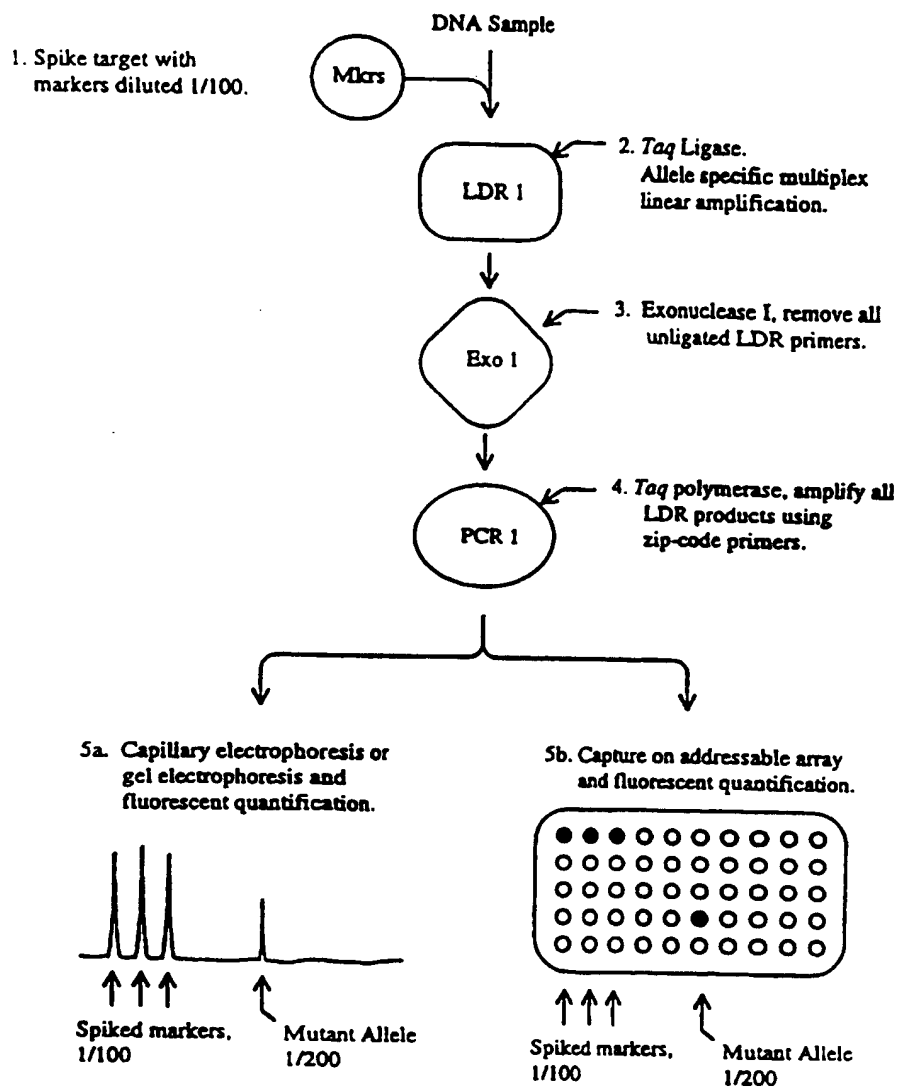 DNA Sample
1. Spike target with
markers diluted 1/100.
Mkrs
2. Taq Ligase.
Allele specific multiplex
linear amplification.
LDR 1
3. Exonuclease I, remove all
unligated LDR primers.
Exo 1
4. Taq polymerase, amplify all
LDR products using
zip-code primers.
PCR 1
5a. Capillary electrophoresis or
gel electrophoresis and
fluorescent quantification.
5b. Capture on addressable array
and fluorescent quantification.
Spiked markers,
1/100
Mutant Allele
1/200
Spiked markers,
1/100
Mutant Allele
1/200